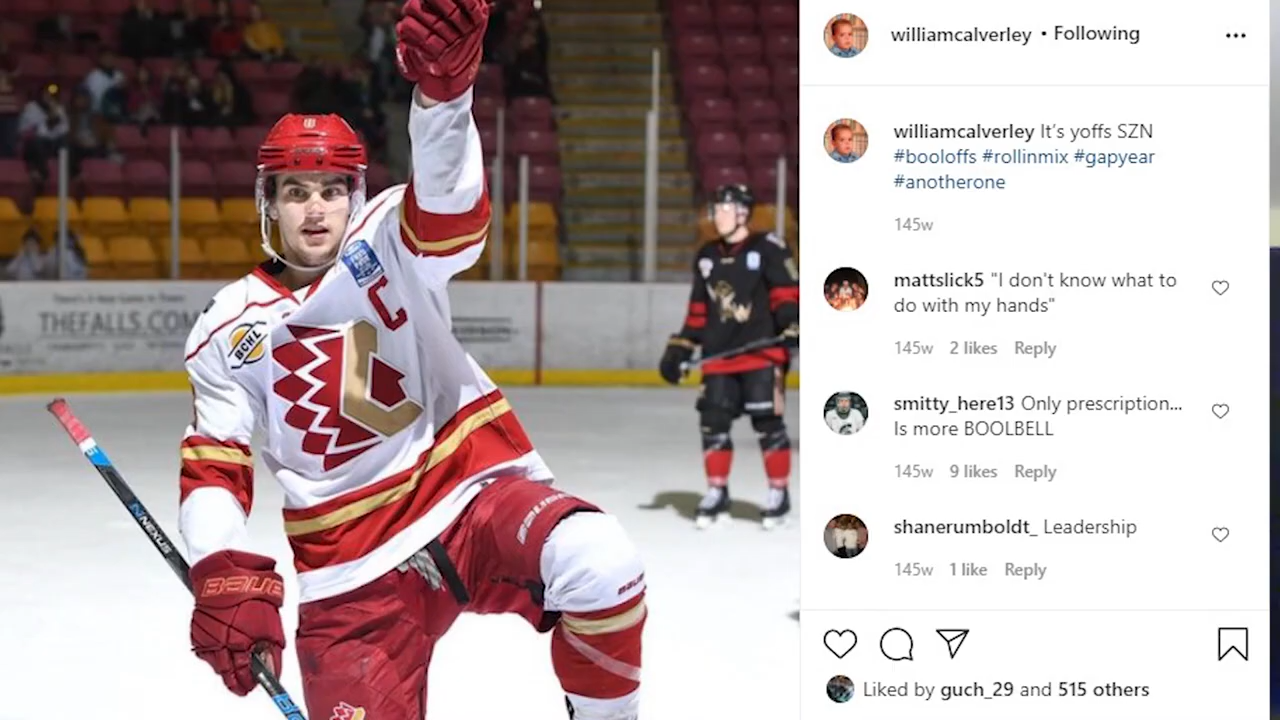 williamcalverley • Following
williamcalverley It’s yoffs SZN
#booloffs #rollinmix #gapyear
#anotherone
145w
mattslick5 "I don't know what to
do with my hands"
145w 2 likes Reply
smitty_here13 Only prescription...
Is more BOOLBELL
145w 9 likes Reply
shanerumboldt_ Leadership
145w 1 like Reply
Liked by guch_29 and 515 others
THEFALLS.COM
C
BCHL
NEXUS
BAUER
BAUER